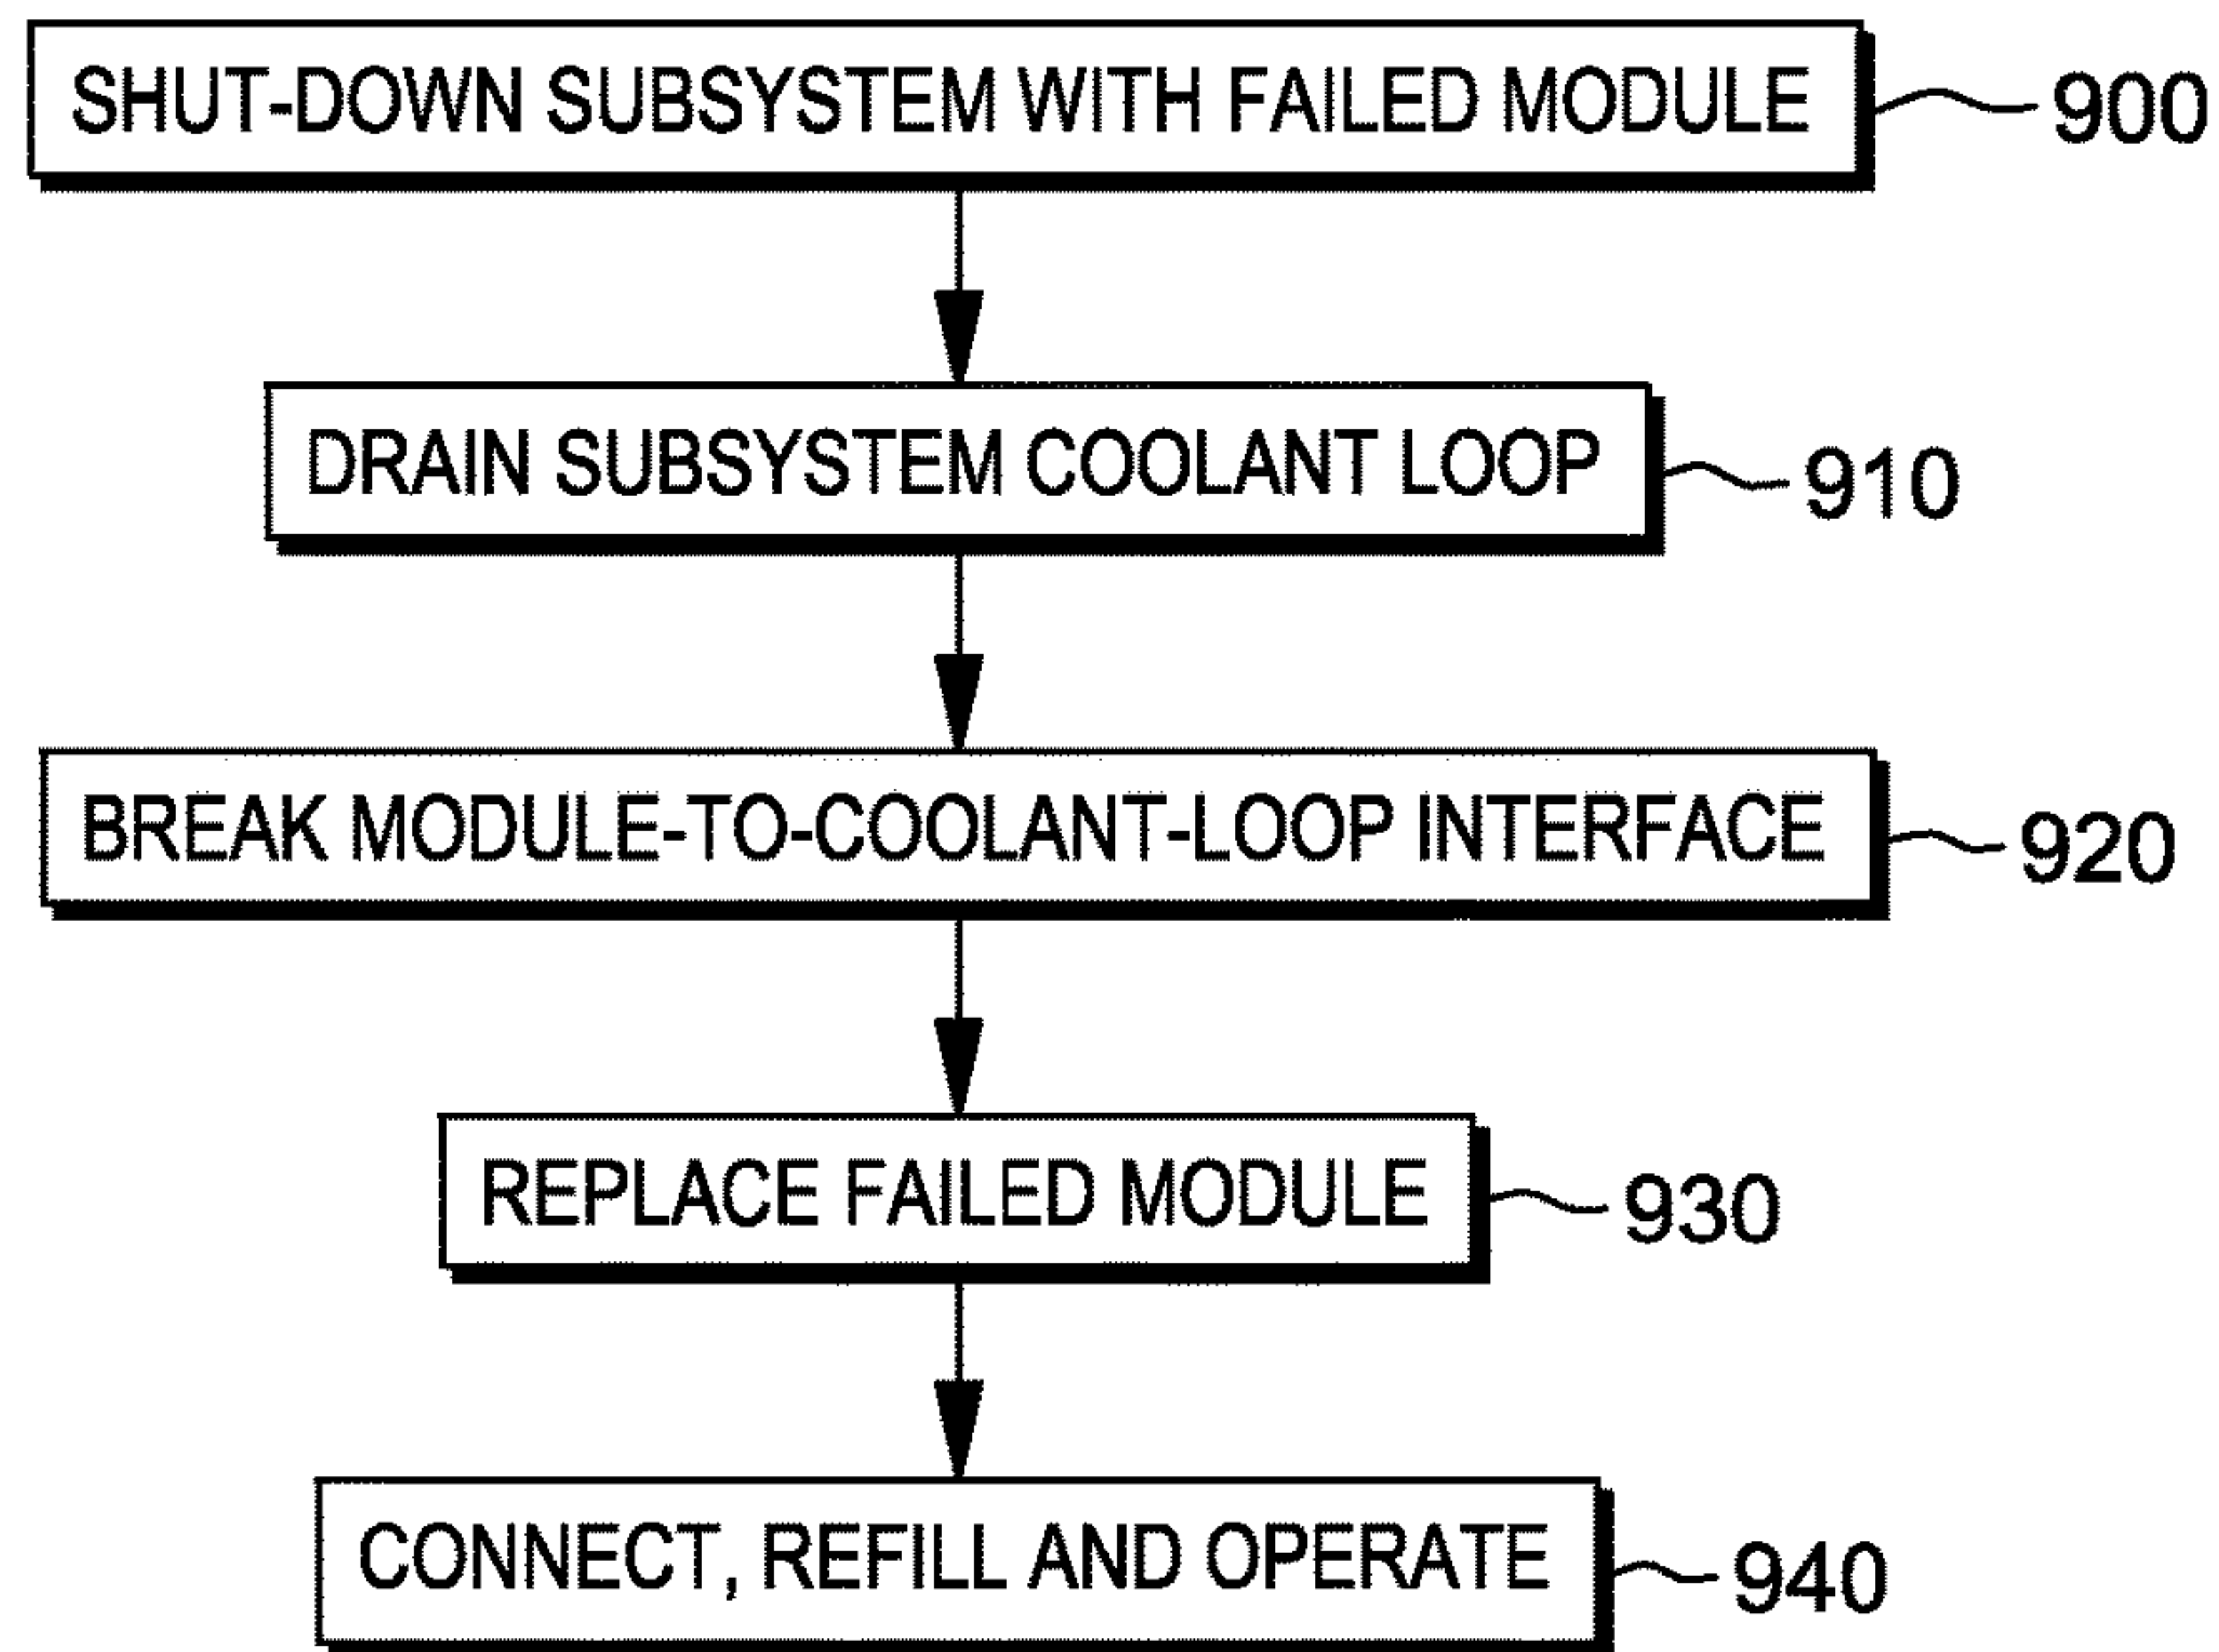 SHUT-DOWN SUBSYSTEM WITH FAILED MODULE 900
DRAIN SUBSYSTEM COOLANT LOOP 910
BREAK MODULE-TO-COOLANT-LOOP INTERFACE 920
REPLACE FAILED MODULE 930
CONNECT, REFILL AND OPERATE 940